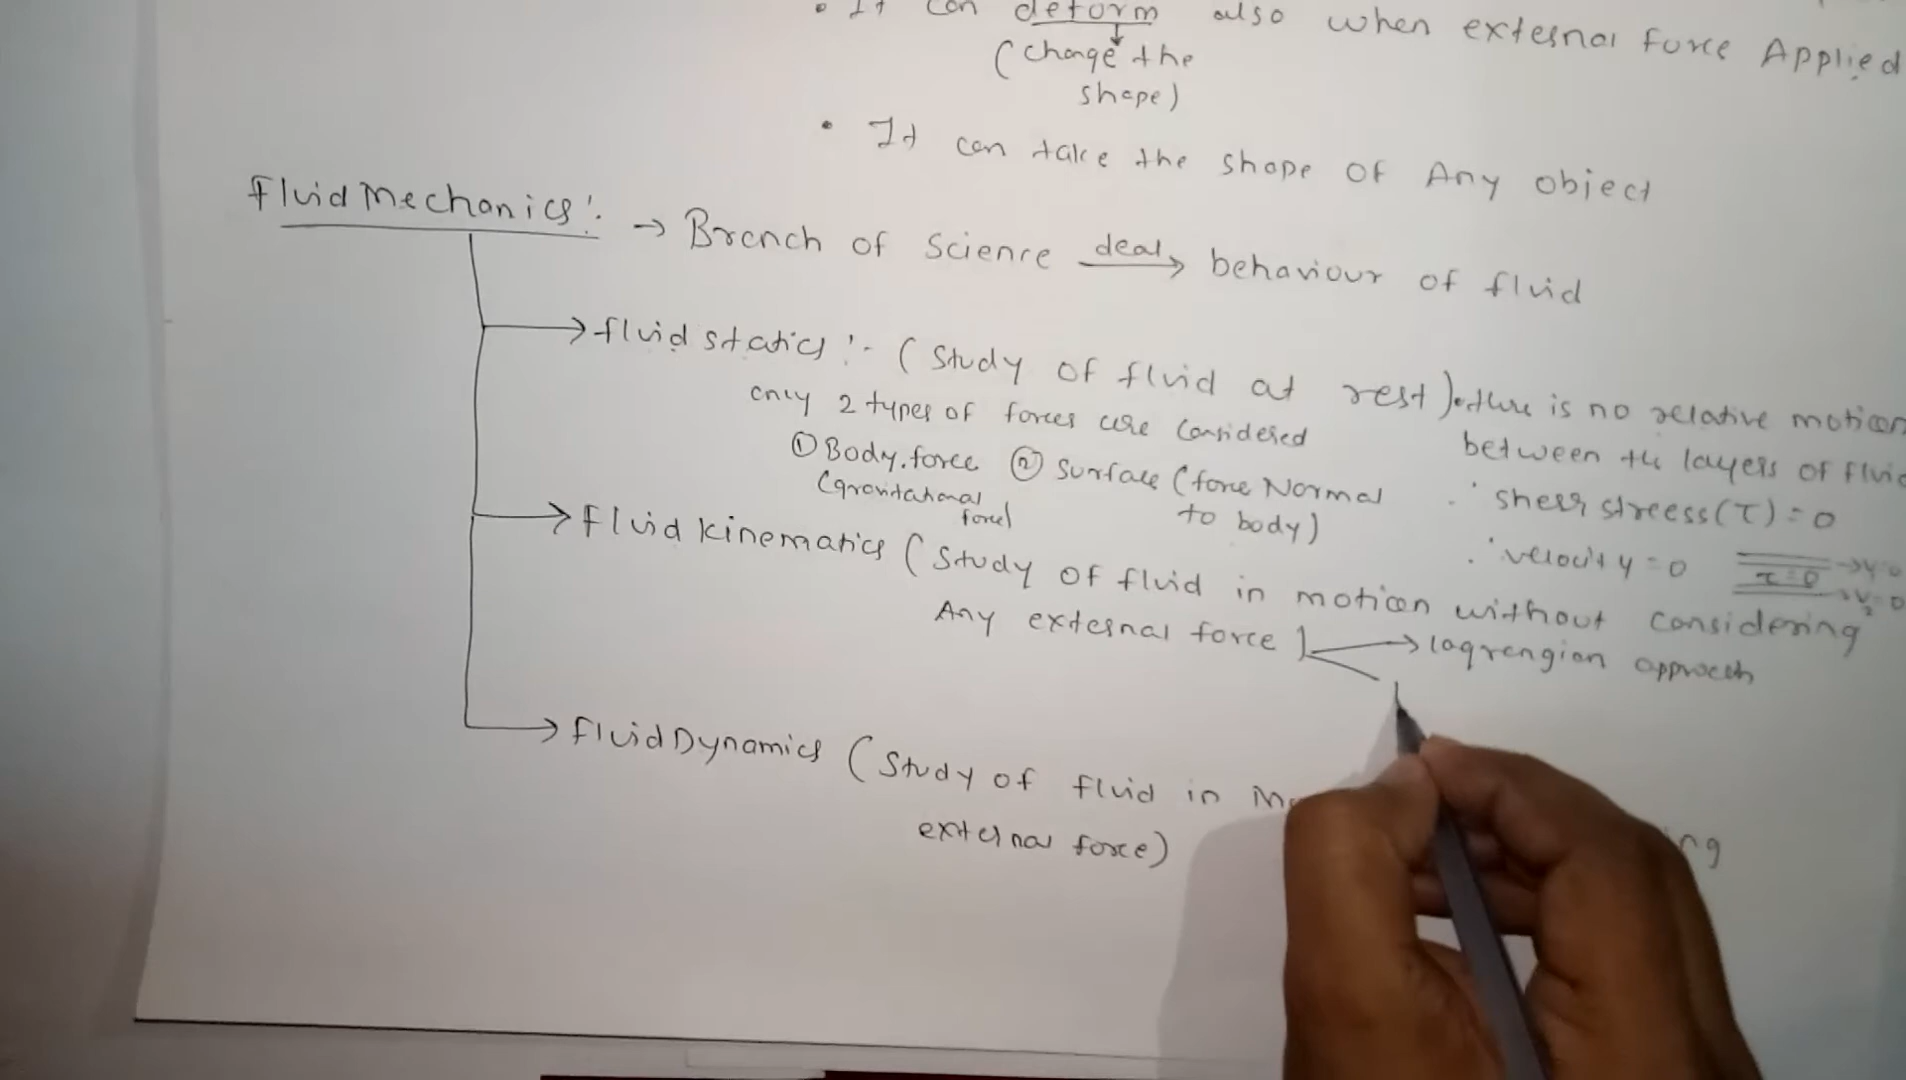 • It can deform also when external force Applied
(change the
shape)
• It can take the shape of Any object
Fluid Mechanics :- → Branch of science deal behaviour of fluid
→ fluid statics :- (study of fluid at rest) • there is no relative motion
between the layers of fluid
only 2 types of forces are considered
① Body force ② surface (force Normal
to body)
(gravitational
force)
∴ shear streess (τ) = 0
∴ velocity = 0
τ = 0
→ fluid kinematics (study of fluid in motion without considering
Any external force) → lagrengian approach
→ fluid Dynamics (study of fluid in
external force)